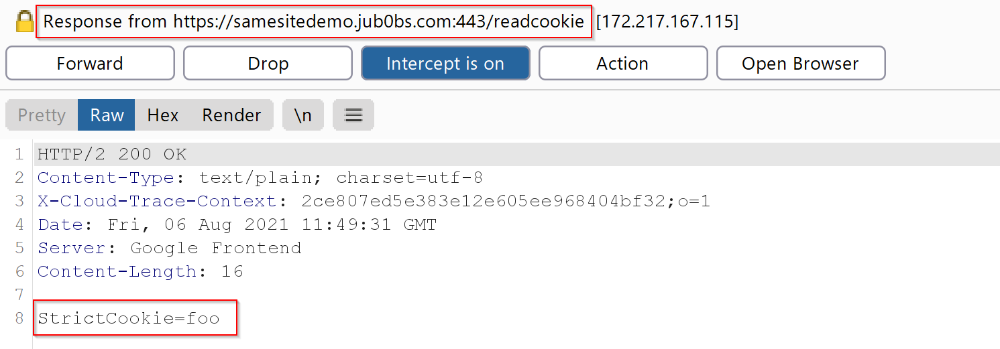 Response from https://samesitedemo.jub0bs.com:443/readcookie [172.217.167.115]
Forward Drop Intercept is on Action Open Browser
Pretty Raw Hex Render \n
1 HTTP/2 200 OK
2 Content-Type: text/plain; charset=utf-8
3 X-Cloud-Trace-Context: 2ce807ed5e383e12e605ee968404bf32;o=1
4 Date: Fri, 06 Aug 2021 11:49:31 GMT
5 Server: Google Frontend
6 Content-Length: 16
7
8 StrictCookie=foo